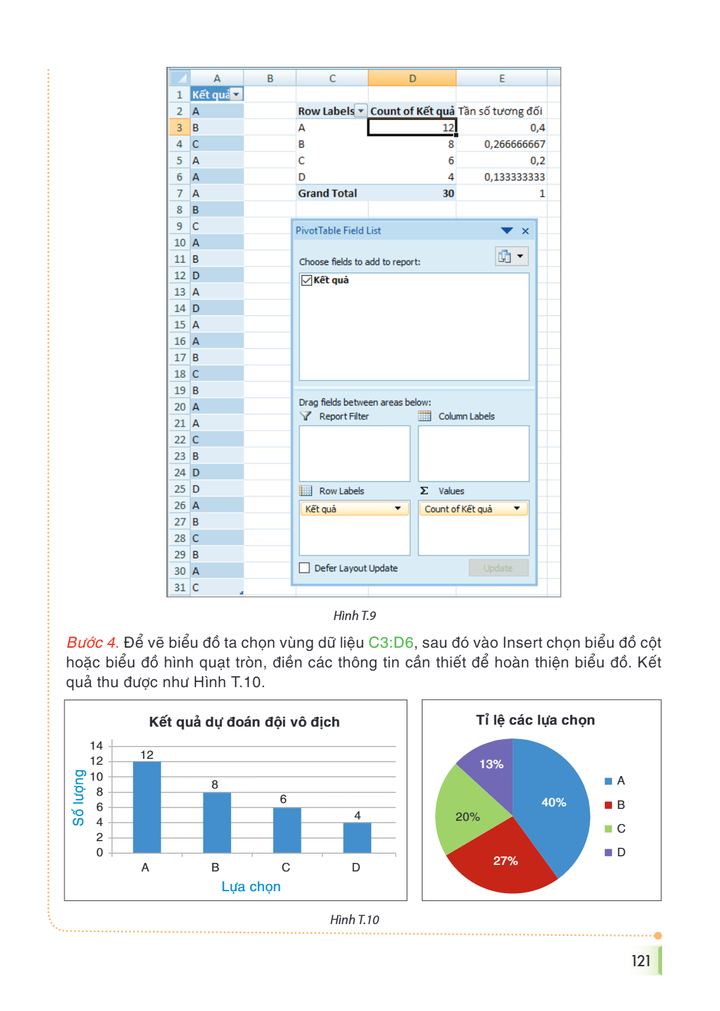 A B C D E
1 Kết quả
2 A Row Labels Count of Kết quả Tần số tương đối
3 B A 12 0,4
4 C B 8 0,266666667
5 A C 6 0,2
6 A D 4 0,133333333
7 A Grand Total 30 1
8 B
9 C
10 A
11 B
12 D
13 A
14 D
15 A
16 A
17 B
18 C
19 B
20 A
21 A
22 C
23 B
24 D
25 D
26 A
27 B
28 C
29 B
30 A
31 C
PivotTable Field List
Choose fields to add to report:
Kết quả
Drag fields between areas below:
Report Filter Column Labels
Row Labels Σ Values
Kết quả Count of Kết quả
Defer Layout Update Update
Hình T.9
Bước 4. Để vẽ biểu đồ ta chọn vùng dữ liệu C3:D6, sau đó vào Insert chọn biểu đồ cột
hoặc biểu đồ hình quạt tròn, điền các thông tin cần thiết để hoàn thiện biểu đồ. Kết
quả thu được như Hình T.10.
Kết quả dự đoán đội vô địch
Số lượng
14
12
10
8
6
4
2
0
12
8
6
4
A B C D
Lựa chọn
Tỉ lệ các lựa chọn
13%
40%
20%
27%
A
B
C
D
Hình T.10
121